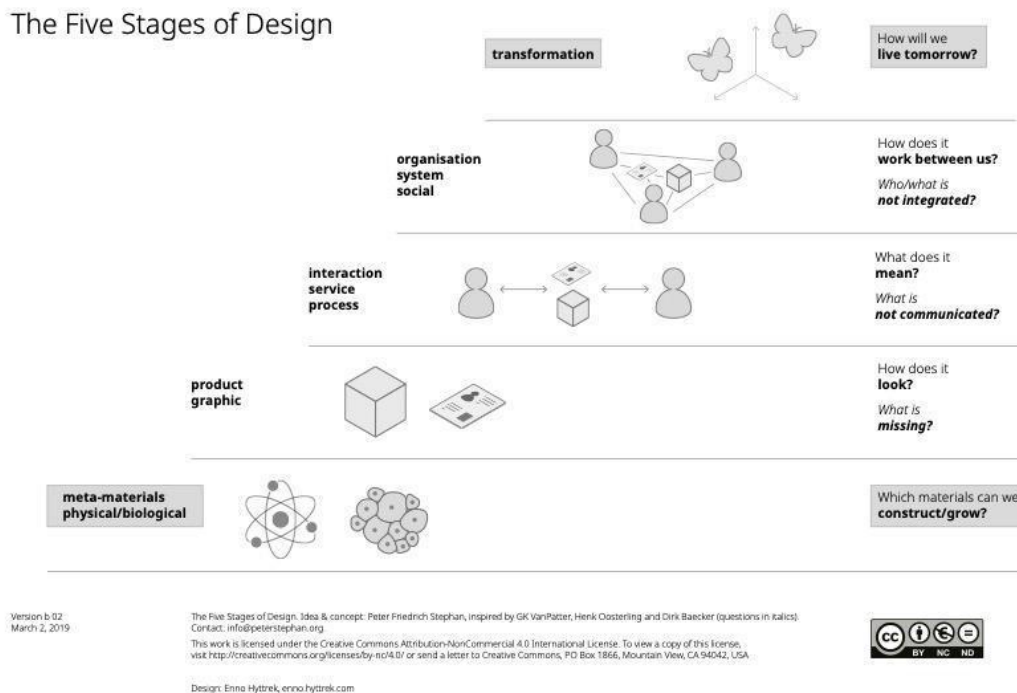 The Five Stages of Design
transformation
How will we
live tomorrow?
organisation
system
social
How does it
work between us?
Who/what is
not integrated?
interaction
service
process
What does it
mean?
What is
not communicated?
product
graphic
How does it
look?
What is
missing?
meta-materials
physical/biological
Which materials can we
construct/grow?
Version b 02
March 2, 2019
The Five Stages of Design. Idea & concept: Peter Friedrich Stephan, inspired by GK VanPatter, Henk Oosterling and Dirk Baecker (questions in italics).
Contact: info@peterstephan.org
This work is licensed under the Creative Commons Attribution-NonCommercial 4.0 International License. To view a copy of this license,
visit http://creativecommons.org/licenses/by-nc/4.0/ or send a letter to Creative Commons, PO Box 1866, Mountain View, CA 94042, USA
Design: Enno Hyttrek, enno.hyttrek.com
cc
BY NC ND